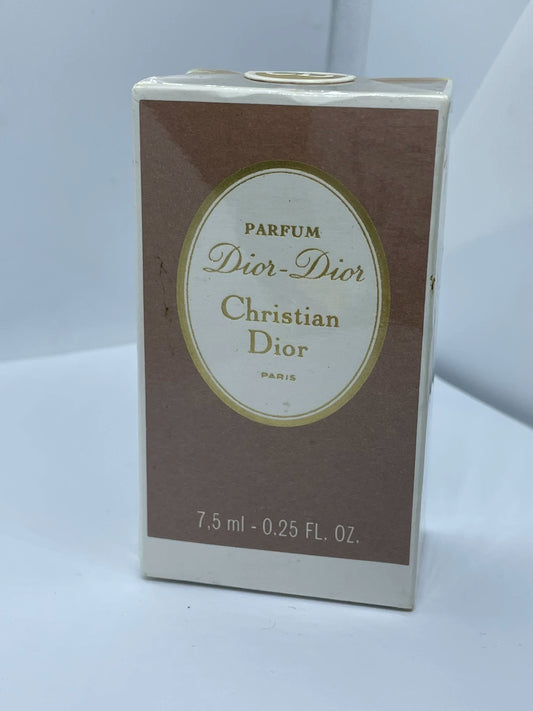 PARFUM
Dior-Dior
Christian
Dior
PARIS
7,5 ml - 0.25 FL. OZ.